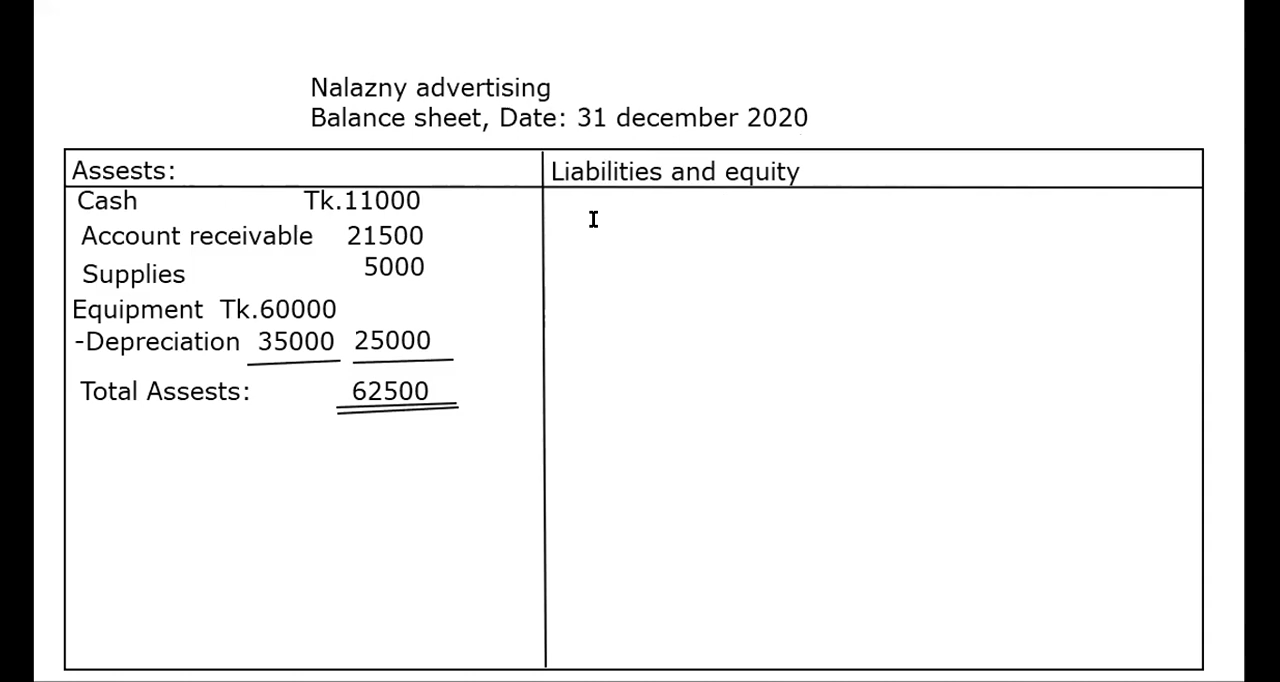 Nalazny advertising
Balance sheet, Date: 31 december 2020
Assests:
Cash Tk.11000
Account receivable 21500
Supplies 5000
Equipment Tk.60000
-Depreciation 35000 25000
Total Assests: 62500
Liabilities and equity